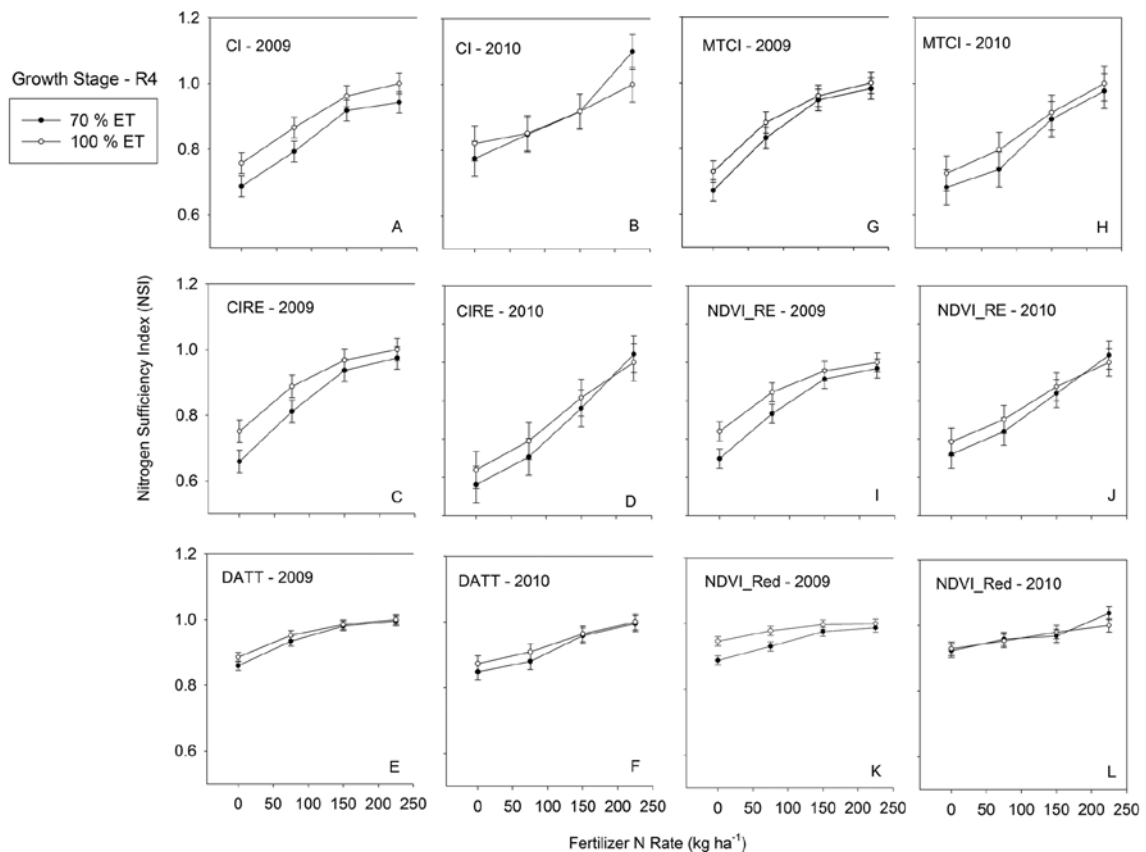 Growth Stage - R4
70 % ET
100 % ET
Nitrogen Sufficiency Index (NSI)
1.2
1.0
0.8
0.6
CI - 2009
A
CI - 2010
B
MTCI - 2009
G
MTCI - 2010
H
1.2
1.0
0.8
0.6
CIRE - 2009
C
CIRE - 2010
D
NDVI_RE - 2009
I
NDVI_RE - 2010
J
1.2
1.0
0.8
0.6
DATT - 2009
E
DATT - 2010
F
NDVI_Red - 2009
K
NDVI_Red - 2010
L
0 50 100 150 200 250
0 50 100 150 200 250
0 50 100 150 200 250
0 50 100 150 200 250
Fertilizer N Rate (kg ha⁻¹)